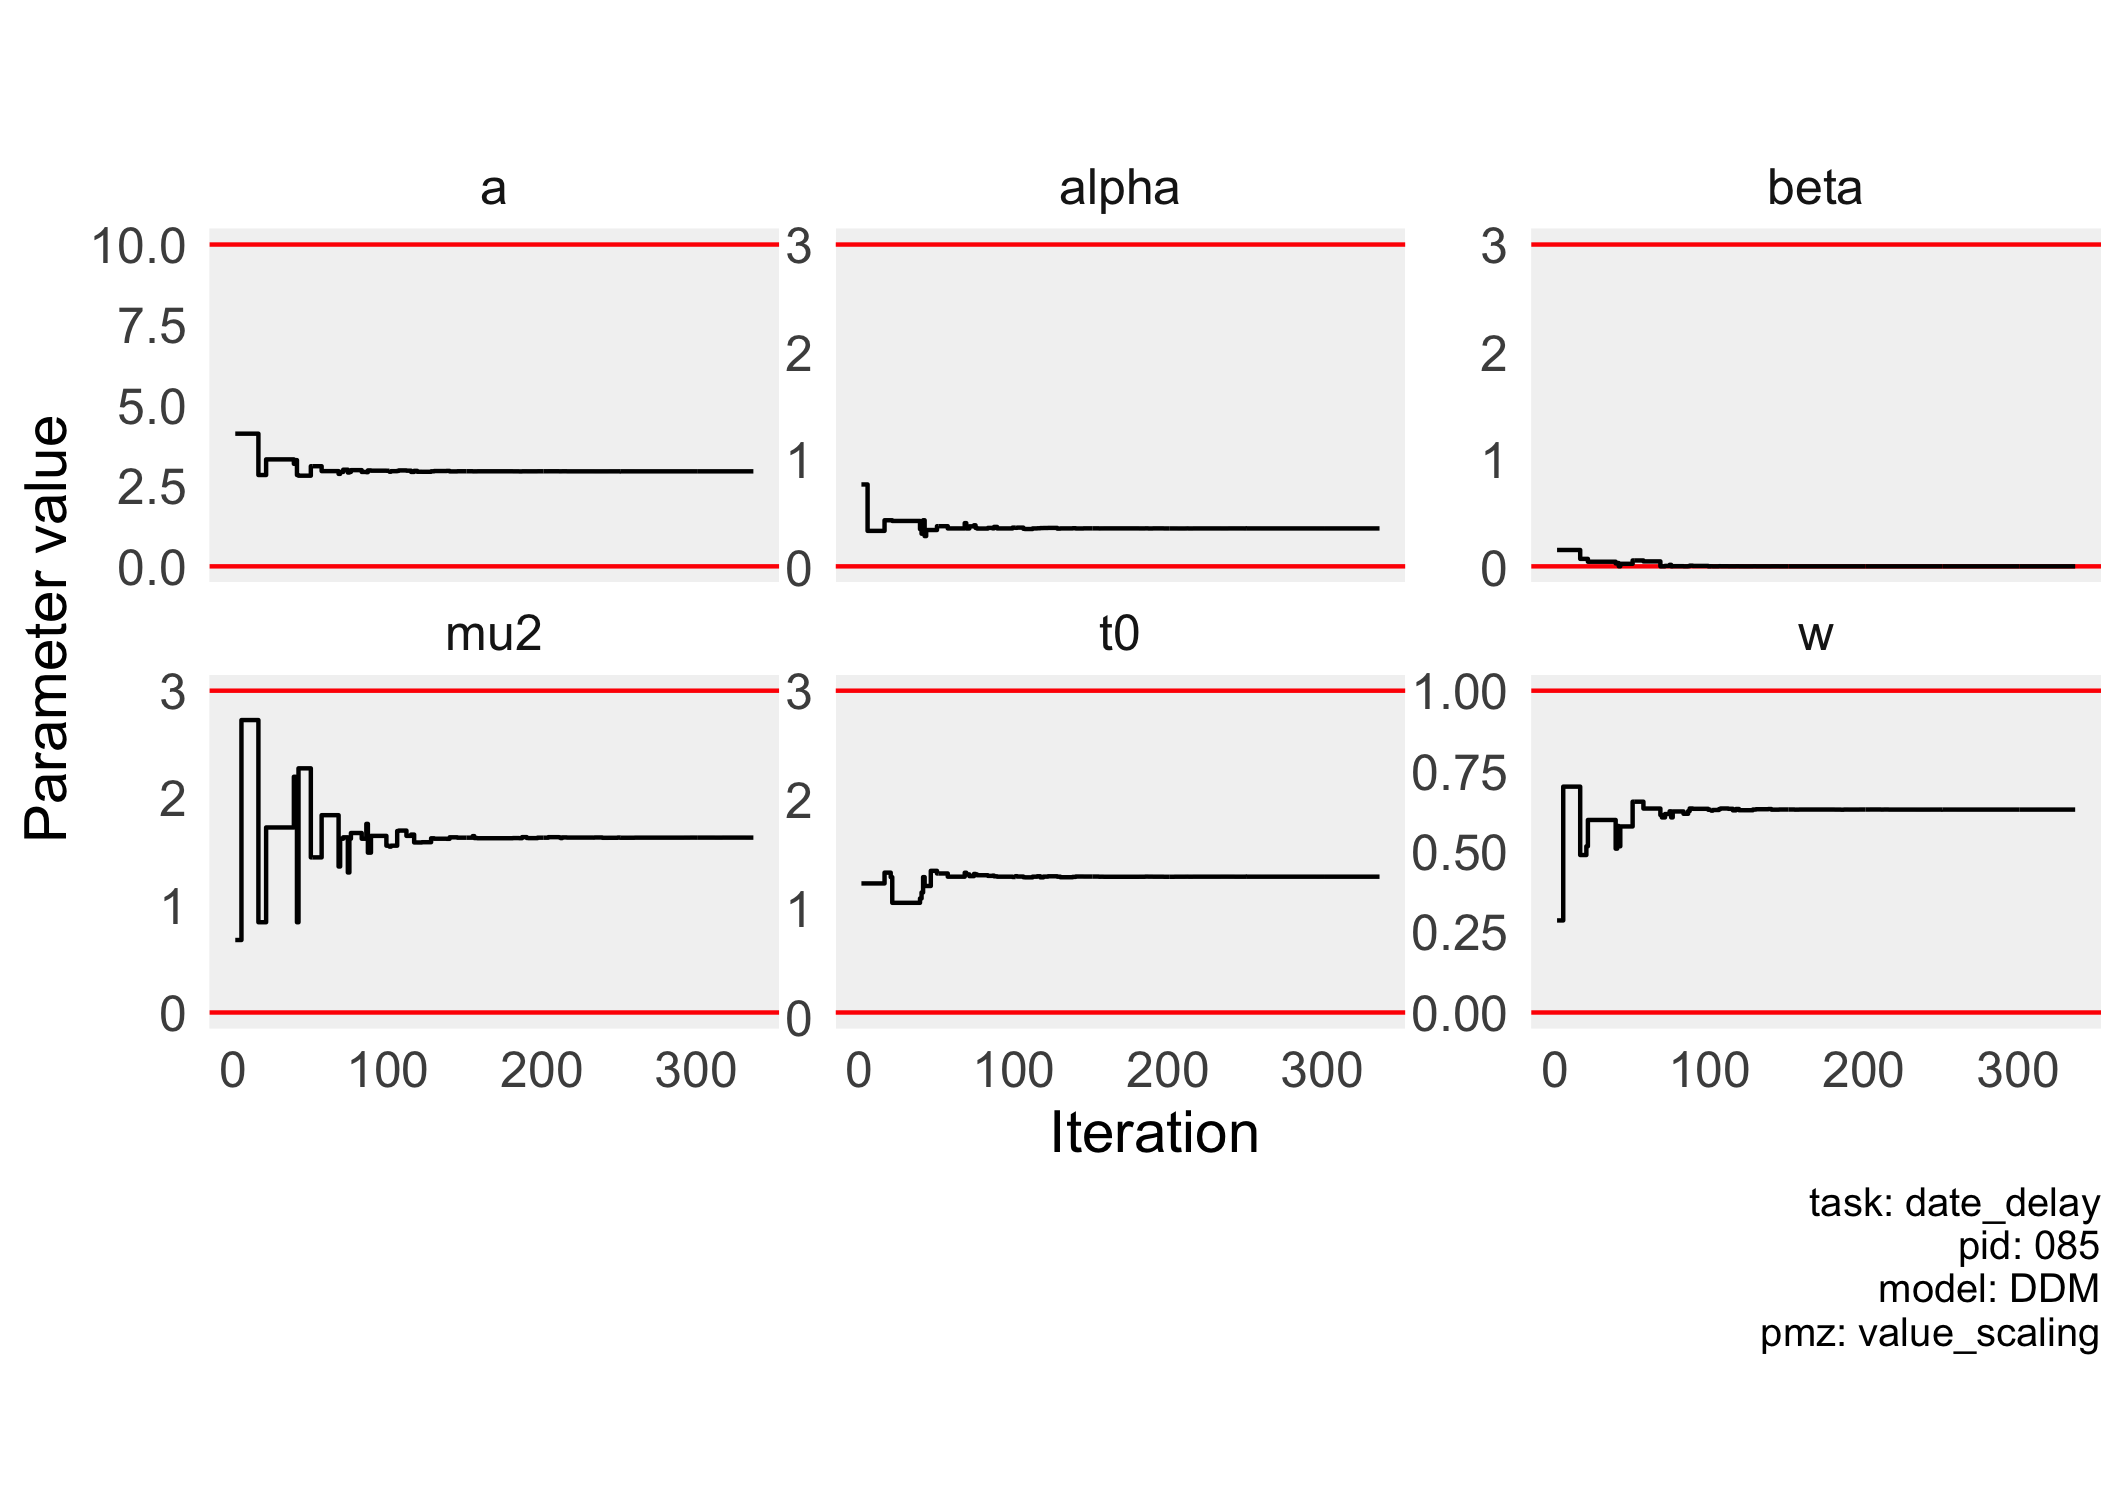 a
alpha
beta
10.0
7.5
5.0
2.5
0.0
3
2
1
0
3
2
1
0
mu2
t0
w
3
2
1
0
3
2
1
0
1.00
0.75
0.50
0.25
0.00
0 100 200 300
0 100 200 300
0 100 200 300
Parameter value
Iteration
task: date_delay
pid: 085
model: DDM
pmz: value_scaling